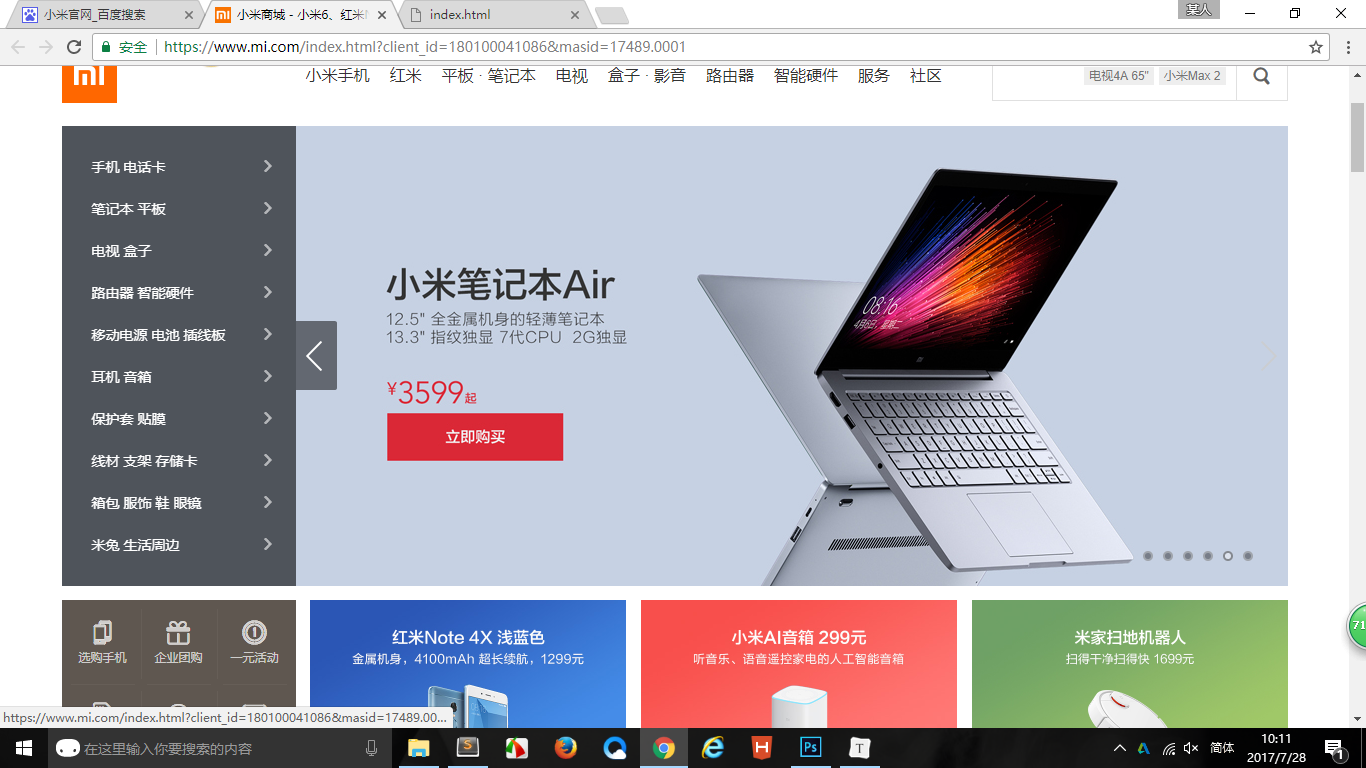 小米官网_百度搜索
小米商城 - 小米6、红米
index.html
某人
安全
https://www.mi.com/index.html?client_id=180100041086&masid=17489.0001
mi
小米手机 红米 平板 · 笔记本 电视 盒子 · 影音 路由器 智能硬件 服务 社区
电视4A 65" 小米Max 2
手机 电话卡
笔记本 平板
电视 盒子
路由器 智能硬件
移动电源 电池 插线板
耳机 音箱
保护套 贴膜
线材 支架 存储卡
箱包 服饰 鞋 眼镜
米兔 生活周边
小米笔记本Air
12.5" 全金属机身的轻薄笔记本
13.3" 指纹独显 7代CPU 2G独显
¥3599起
立即购买
08:16
4月6日，星期二
选购手机 企业团购 一元活动
红米Note 4X 浅蓝色
金属机身，4100mAh 超长续航，1299元
小米AI音箱 299元
听音乐、语音遥控家电的人工智能音箱
米家扫地机器人
扫得干净扫得快 1699元
71
https://www.mi.com/index.html?client_id=180100041086&masid=17489.00...
在这里输入你要搜索的内容
S
H
Ps
T
简体
10:11
2017/7/28
1